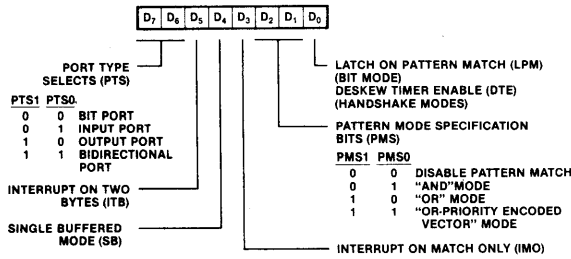 D7 D6 D5 D4 D3 D2 D1 D0
PORT TYPE
SELECTS (PTS)
PTS1 PTS0
0 0 BIT PORT
0 1 INPUT PORT
1 0 OUTPUT PORT
1 1 BIDIRECTIONAL
PORT
INTERRUPT ON TWO
BYTES (ITB)
SINGLE BUFFERED
MODE (SB)
LATCH ON PATTERN MATCH (LPM)
(BIT MODE)
DESKEW TIMER ENABLE (DTE)
(HANDSHAKE MODES)
PATTERN MODE SPECIFICATION
BITS (PMS)
PMS1 PMS0
0 0 DISABLE PATTERN MATCH
0 1 "AND"MODE
1 0 "OR" MODE
1 1 "OR-PRIORITY ENCODED
VECTOR" MODE
INTERRUPT ON MATCH ONLY (IMO)